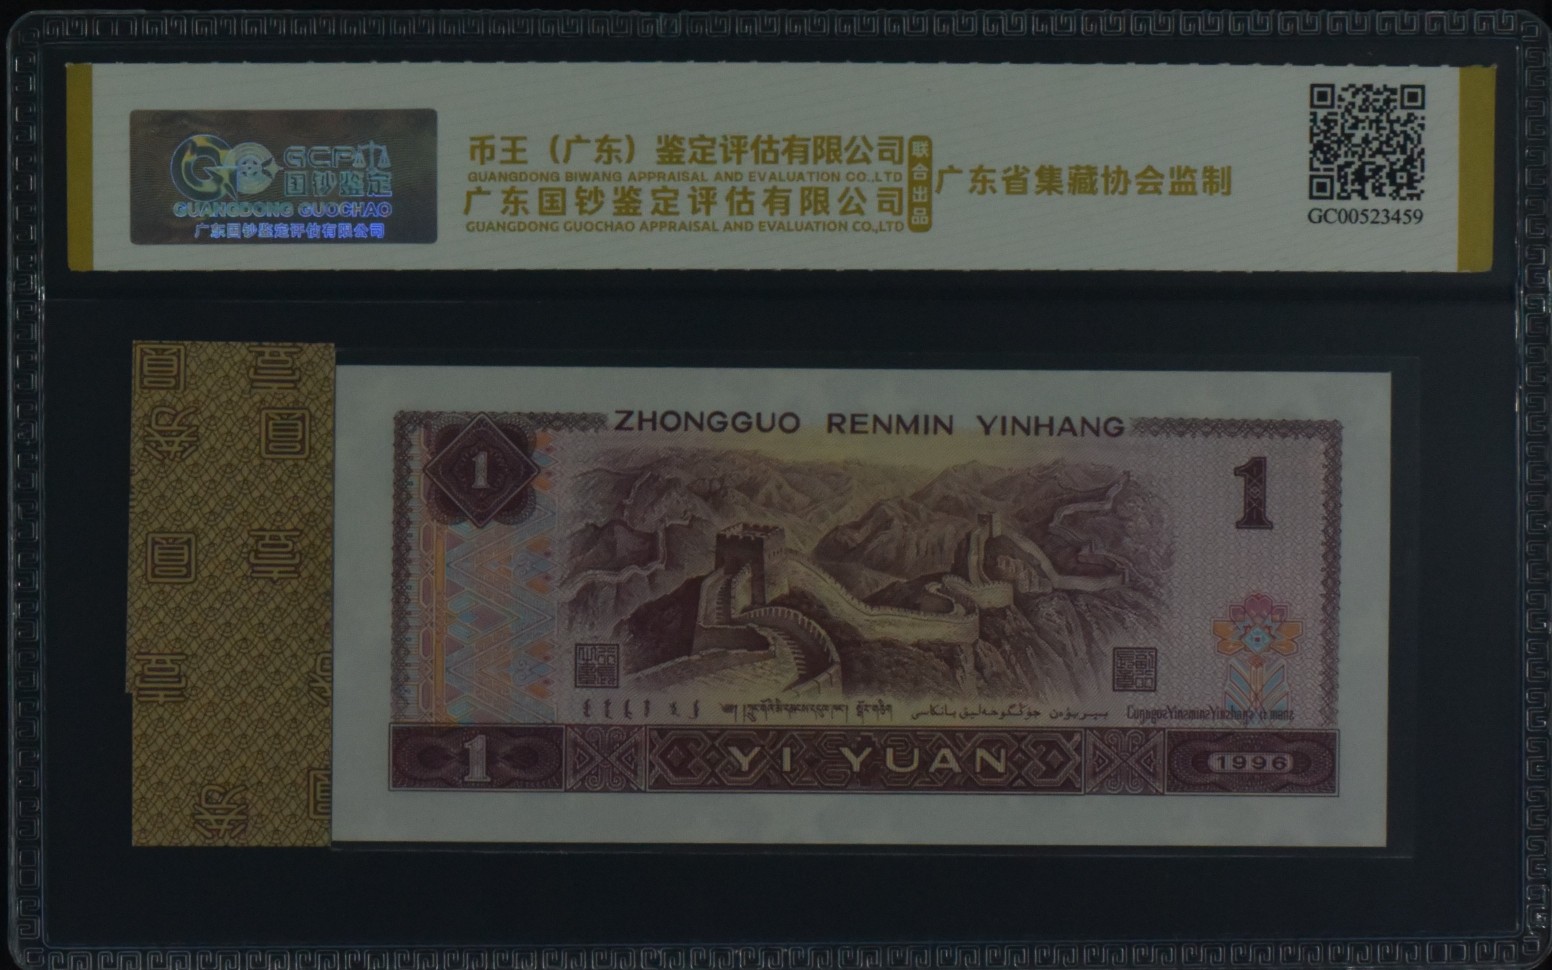 GCPA
国钞鉴定
GUANGDONG GUOCHAO
广东国钞鉴定评估有限公司
币王（广东）鉴定评估有限公司
GUANGDONG BIWANG APPRAISAL AND EVALUATION CO.,LTD
广东国钞鉴定评估有限公司
GUANGDONG GUOCHAO APPRAISAL AND EVALUATION CO.,LTD
联合出品
广东省集藏协会监制
GC00523459
壹 圆 券
ZHONGGUO RENMIN YINHANG
1
1
1
YI YUAN
1996